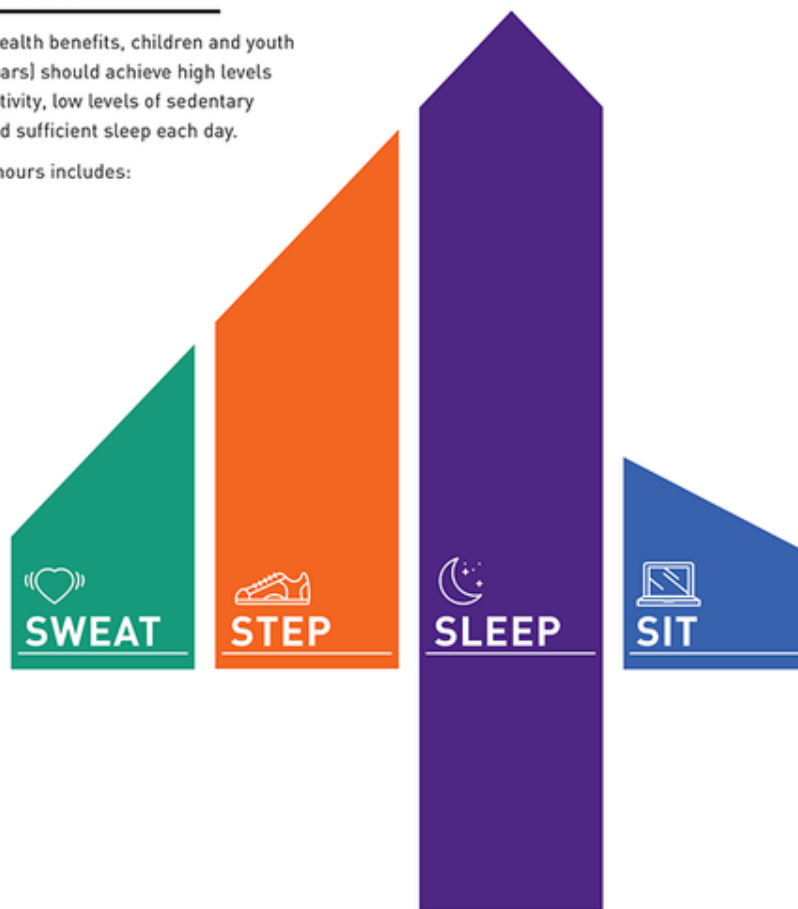 ealth benefits, children and youth
ars) should achieve high levels
tivity, low levels of sedentary
d sufficient sleep each day.
hours includes:
SWEAT
STEP
SLEEP
SIT